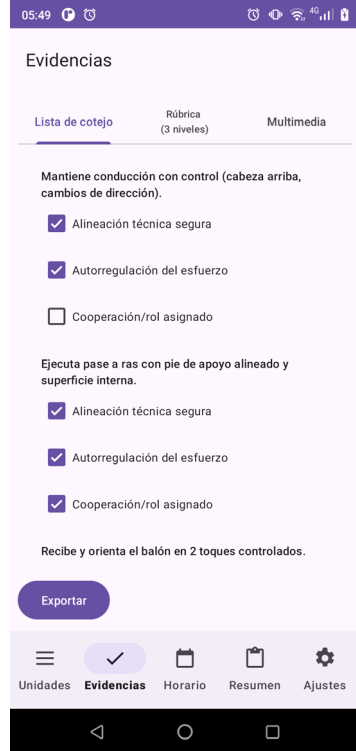 05:49
4G
Evidencias
Lista de cotejo
Rúbrica
(3 niveles)
Multimedia
Mantiene conducción con control (cabeza arriba,
cambios de dirección).
Alineación técnica segura
Autorregulación del esfuerzo
Cooperación/rol asignado
Ejecuta pase a ras con pie de apoyo alineado y
superficie interna.
Alineación técnica segura
Autorregulación del esfuerzo
Cooperación/rol asignado
Recibe y orienta el balón en 2 toques controlados.
Exportar
Unidades
Evidencias
Horario
Resumen
Ajustes